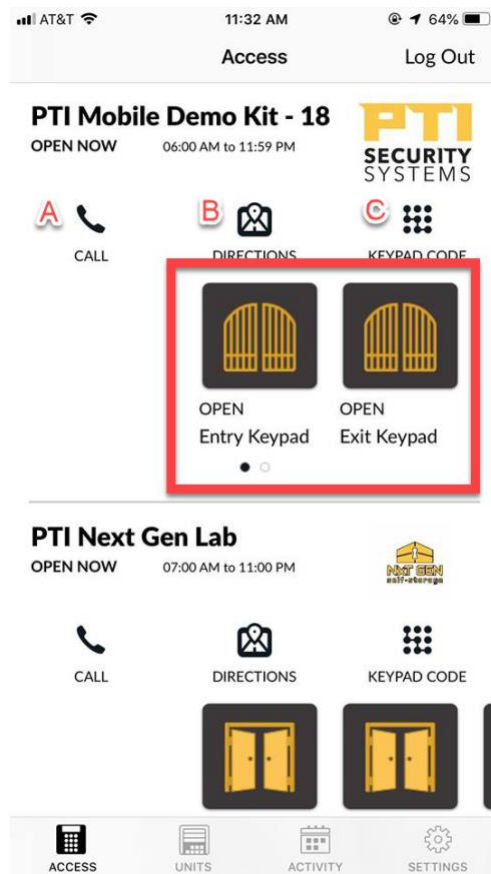 AT&T 11:32 AM 64%
Access Log Out
PTI Mobile Demo Kit - 18
OPEN NOW 06:00 AM to 11:59 PM
PTI
SECURITY
SYSTEMS
A B C
CALL DIRECTIONS KEYPAD CODE
OPEN OPEN
Entry Keypad Exit Keypad
PTI Next Gen Lab
OPEN NOW 07:00 AM to 11:00 PM
NXT GEN
self-storage
CALL DIRECTIONS KEYPAD CODE
ACCESS UNITS ACTIVITY SETTINGS